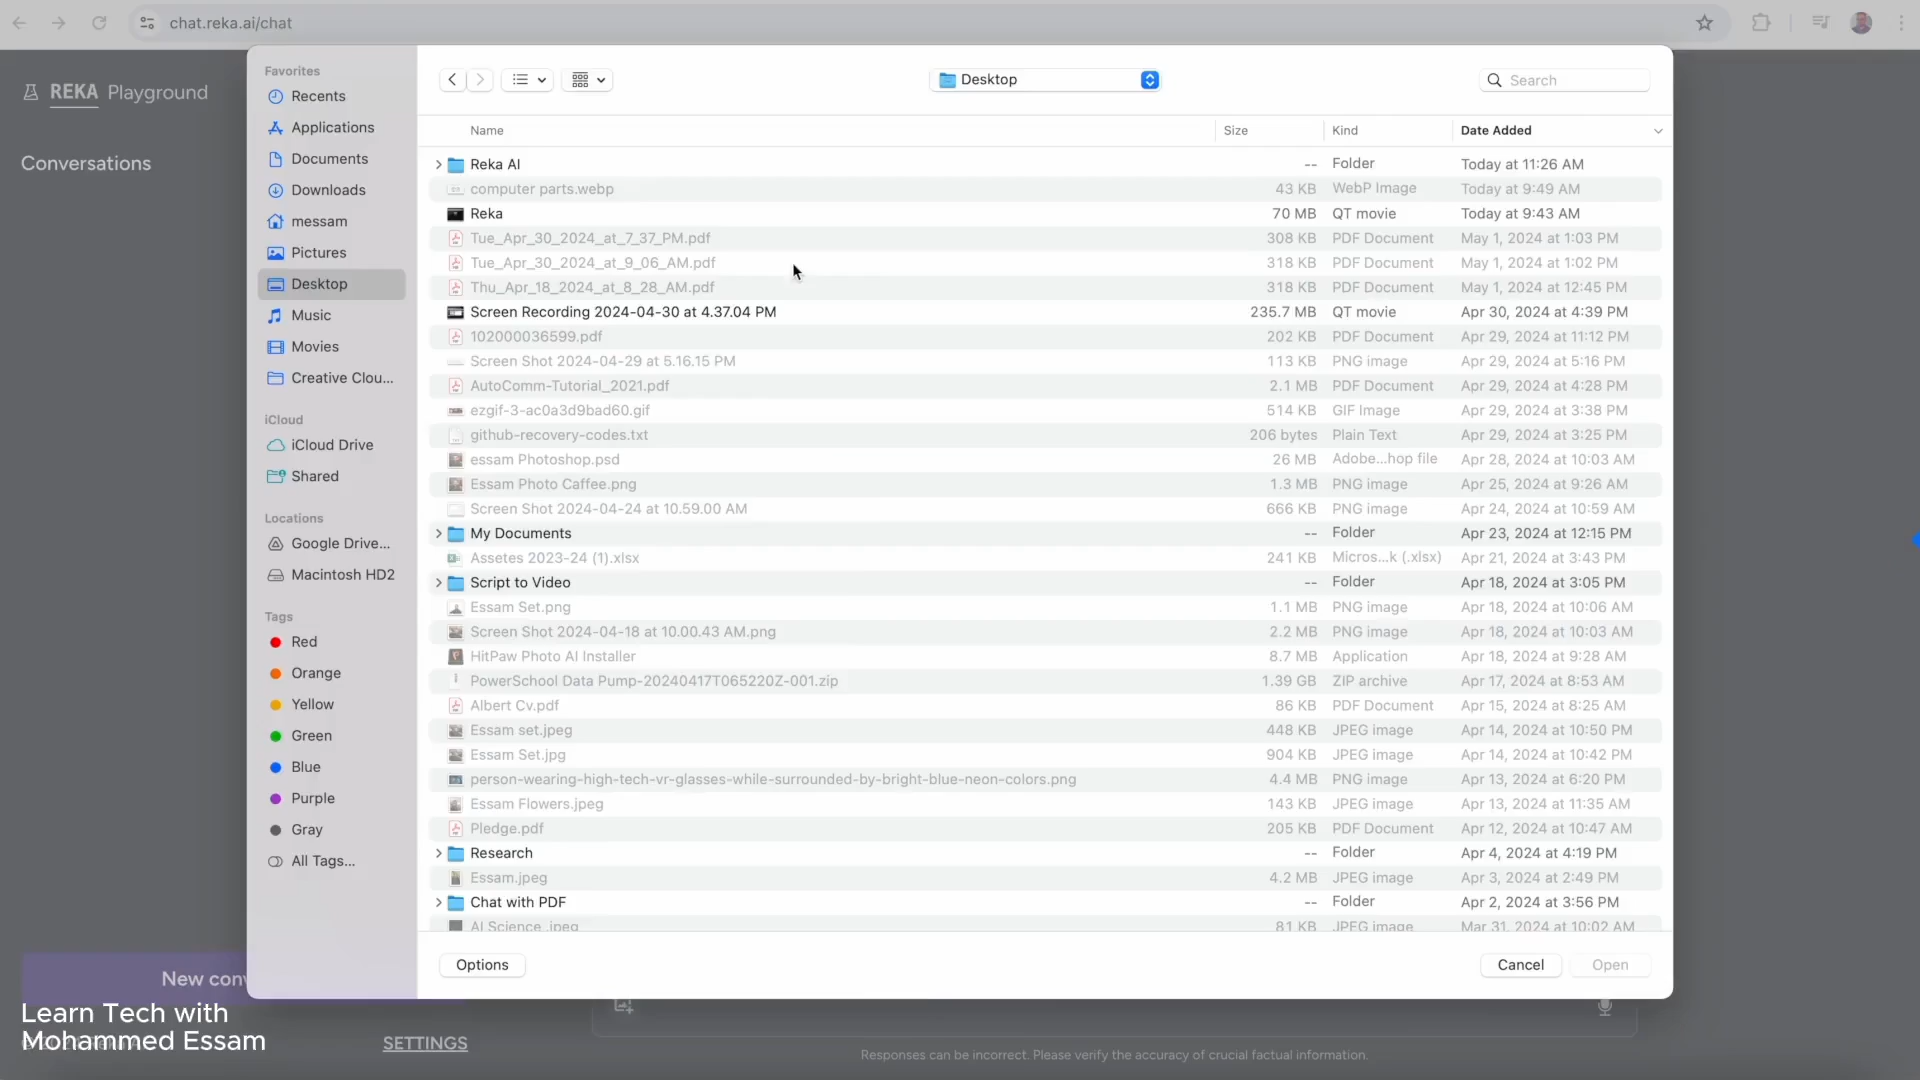 chat.reka.ai/chat
REKA Playground
Conversations
New conv
Learn Tech with
Mohammed Essam
SETTINGS
Favorites
Recents
Applications
Documents
Downloads
messam
Pictures
Desktop
Music
Movies
Creative Clou...
iCloud
iCloud Drive
Shared
Locations
Google Drive...
Macintosh HD2
Tags
Red
Orange
Yellow
Green
Blue
Purple
Gray
All Tags...
Desktop
Search
Name Size Kind Date Added
Reka AI -- Folder Today at 11:26 AM
computer parts.webp 43 KB WebP Image Today at 9:49 AM
Reka 70 MB QT movie Today at 9:43 AM
Tue_Apr_30_2024_at_7_37_PM.pdf 308 KB PDF Document May 1, 2024 at 1:03 PM
Tue_Apr_30_2024_at_9_06_AM.pdf 318 KB PDF Document May 1, 2024 at 1:02 PM
Thu_Apr_18_2024_at_8_28_AM.pdf 318 KB PDF Document May 1, 2024 at 12:45 PM
Screen Recording 2024-04-30 at 4.37.04 PM 235.7 MB QT movie Apr 30, 2024 at 4:39 PM
102000036599.pdf 202 KB PDF Document Apr 29, 2024 at 11:12 PM
Screen Shot 2024-04-29 at 5.16.15 PM 113 KB PNG image Apr 29, 2024 at 5:16 PM
AutoComm-Tutorial_2021.pdf 2.1 MB PDF Document Apr 29, 2024 at 4:28 PM
ezgif-3-ac0a3d9bad60.gif 514 KB GIF Image Apr 29, 2024 at 3:38 PM
github-recovery-codes.txt 206 bytes Plain Text Apr 29, 2024 at 3:25 PM
essam Photoshop.psd 26 MB Adobe...hop file Apr 28, 2024 at 10:03 AM
Essam Photo Caffee.png 1.3 MB PNG image Apr 25, 2024 at 9:26 AM
Screen Shot 2024-04-24 at 10.59.00 AM 666 KB PNG image Apr 24, 2024 at 10:59 AM
My Documents -- Folder Apr 23, 2024 at 12:15 PM
Assetes 2023-24 (1).xlsx 241 KB Micros...k (.xlsx) Apr 21, 2024 at 3:43 PM
Script to Video -- Folder Apr 18, 2024 at 3:05 PM
Essam Set.png 1.1 MB PNG image Apr 18, 2024 at 10:06 AM
Screen Shot 2024-04-18 at 10.00.43 AM.png 2.2 MB PNG image Apr 18, 2024 at 10:03 AM
HitPaw Photo AI Installer 8.7 MB Application Apr 18, 2024 at 9:28 AM
PowerSchool Data Pump-20240417T065220Z-001.zip 1.39 GB ZIP archive Apr 17, 2024 at 8:53 AM
Albert Cv.pdf 86 KB PDF Document Apr 15, 2024 at 8:25 AM
Essam set.jpeg 448 KB JPEG image Apr 14, 2024 at 10:50 PM
Essam Set.jpg 904 KB JPEG image Apr 14, 2024 at 10:42 PM
person-wearing-high-tech-vr-glasses-while-surrounded-by-bright-blue-neon-colors.png 4.4 MB PNG image Apr 13, 2024 at 6:20 PM
Essam Flowers.jpeg 143 KB JPEG image Apr 13, 2024 at 11:35 AM
Pledge.pdf 205 KB PDF Document Apr 12, 2024 at 10:47 AM
Research -- Folder Apr 4, 2024 at 4:19 PM
Essam.jpeg 4.2 MB JPEG image Apr 3, 2024 at 2:49 PM
Chat with PDF -- Folder Apr 2, 2024 at 3:56 PM
AI Science .jpeg 81 KB JPEG image Mar 31, 2024 at 10:02 AM
Options Cancel Open
Responses can be incorrect. Please verify the accuracy of crucial factual information.